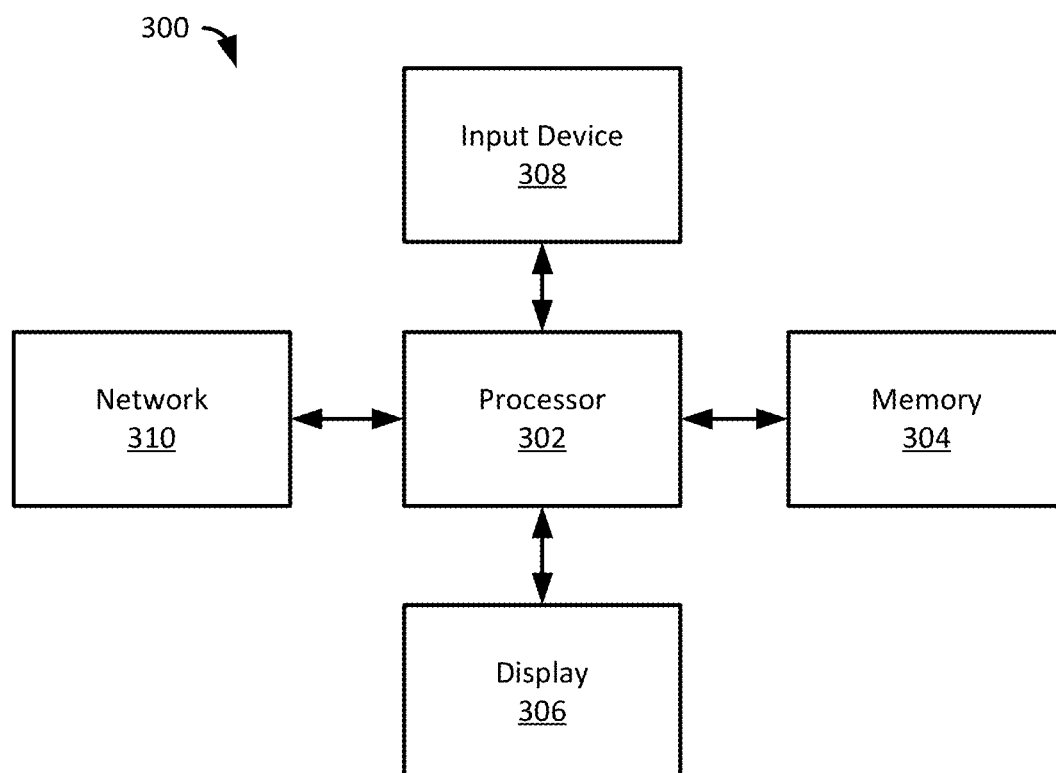 300
Input Device
308
Network
310
Processor
302
Memory
304
Display
306